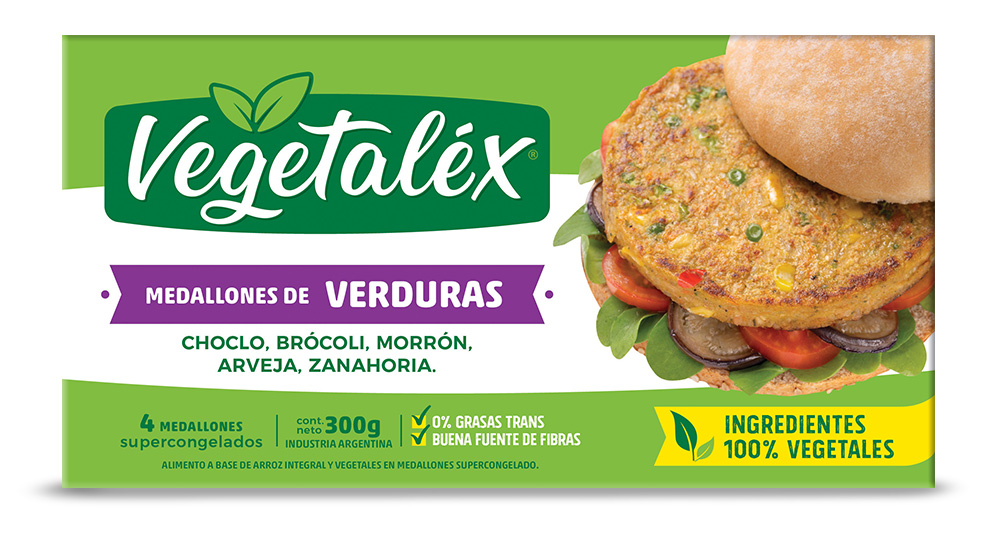 Vegetaléx®
MEDALLONES DE VERDURAS
CHOCLO, BRÓCOLI, MORRÓN,
ARVEJA, ZANAHORIA.
4 MEDALLONES
supercongelados
cont. neto 300g
INDUSTRIA ARGENTINA
0% GRASAS TRANS
BUENA FUENTE DE FIBRAS
ALIMENTO A BASE DE ARROZ INTEGRAL Y VEGETALES EN MEDALLONES SUPERCONGELADO.
INGREDIENTES
100% VEGETALES